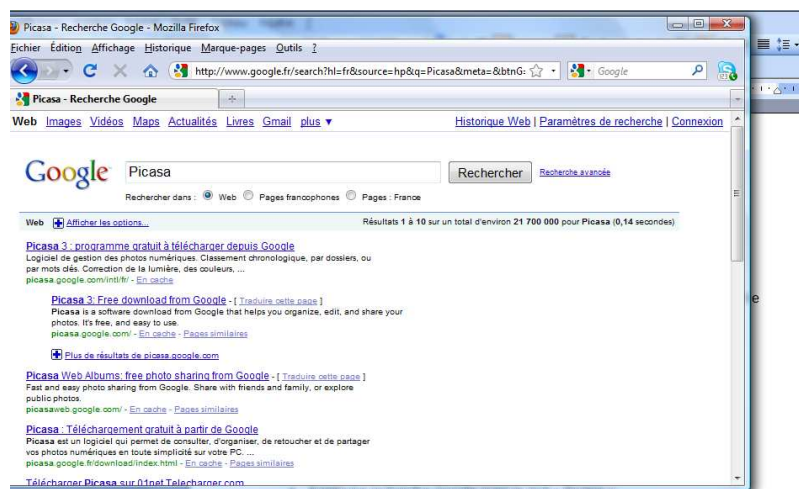 Picasa - Recherche Google - Mozilla Firefox
Fichier Édition Affichage Historique Marque-pages Outils ?
http://www.google.fr/search?hl=fr&source=hp&q=Picasa&meta=&btnG: Google
Picasa - Recherche Google
Web Images Vidéos Maps Actualités Livres Gmail plus ▼ Historique Web | Paramètres de recherche | Connexion
Google Picasa Rechercher Recherche avancée
Rechercher dans : Web Pages francophones Pages : France
Web Afficher les options... Résultats 1 à 10 sur un total d'environ 21 700 000 pour Picasa (0,14 secondes)
Picasa 3 : programme gratuit à télécharger depuis Google
Logiciel de gestion des photos numériques. Classement chronologique, par dossiers, ou
par mots clés. Correction de la lumière, des couleurs, ...
picasa.google.com/intl/fr/ - En cache
Picasa 3: Free download from Google - [ Traduire cette page ]
Picasa is a software download from Google that helps you organize, edit, and share your
photos. It's free, and easy to use.
picasa.google.com/ - En cache - Pages similaires
Plus de résultats de picasa.google.com
Picasa Web Albums: free photo sharing from Google - [ Traduire cette page ]
Fast and easy photo sharing from Google. Share with friends and family, or explore
public photos.
picasaweb.google.com/ - En cache - Pages similaires
Picasa : Téléchargement gratuit à partir de Google
Picasa est un logiciel qui permet de consulter, d'organiser, de retoucher et de partager
vos photos numériques en toute simplicité sur votre PC. ...
picasa.google.fr/download/index.html - En cache - Pages similaires
Télécharger Picasa sur 01net Telecharger.com
e